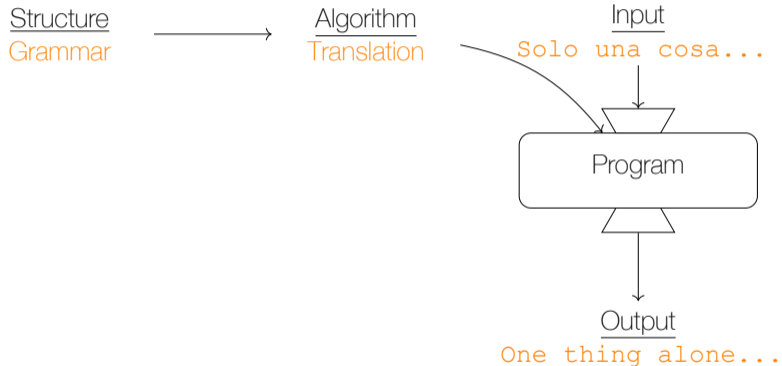 Structure
Grammar
Algorithm
Translation
Input
Solo una cosa...
Program
Output
One thing alone...